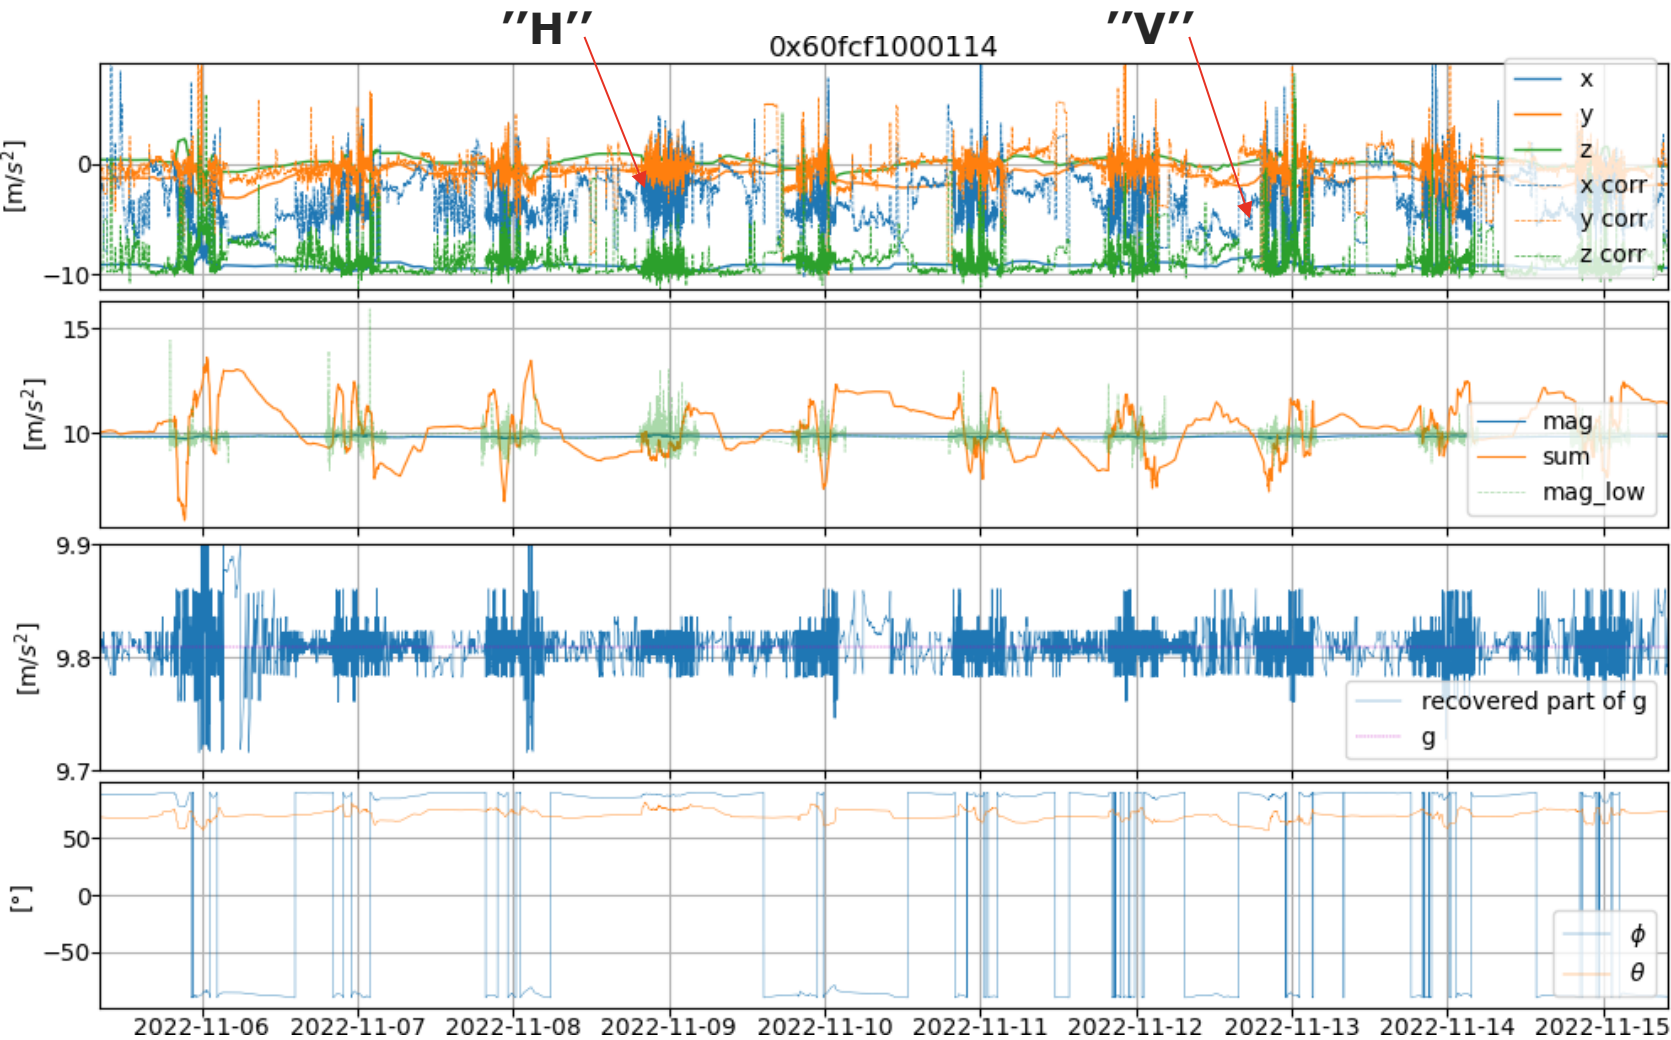 ″H″ ″V″
0x60fcf1000114
[m/s²]
0
−10
x
y
z
x corr
y corr
z corr
[m/s²]
15
10
mag
sum
mag_low
[m/s²]
9.9
9.8
9.7
recovered part of g
g
[°]
50
0
−50
ϕ
θ
2022-11-06 2022-11-07 2022-11-08 2022-11-09 2022-11-10 2022-11-11 2022-11-12 2022-11-13 2022-11-14 2022-11-15